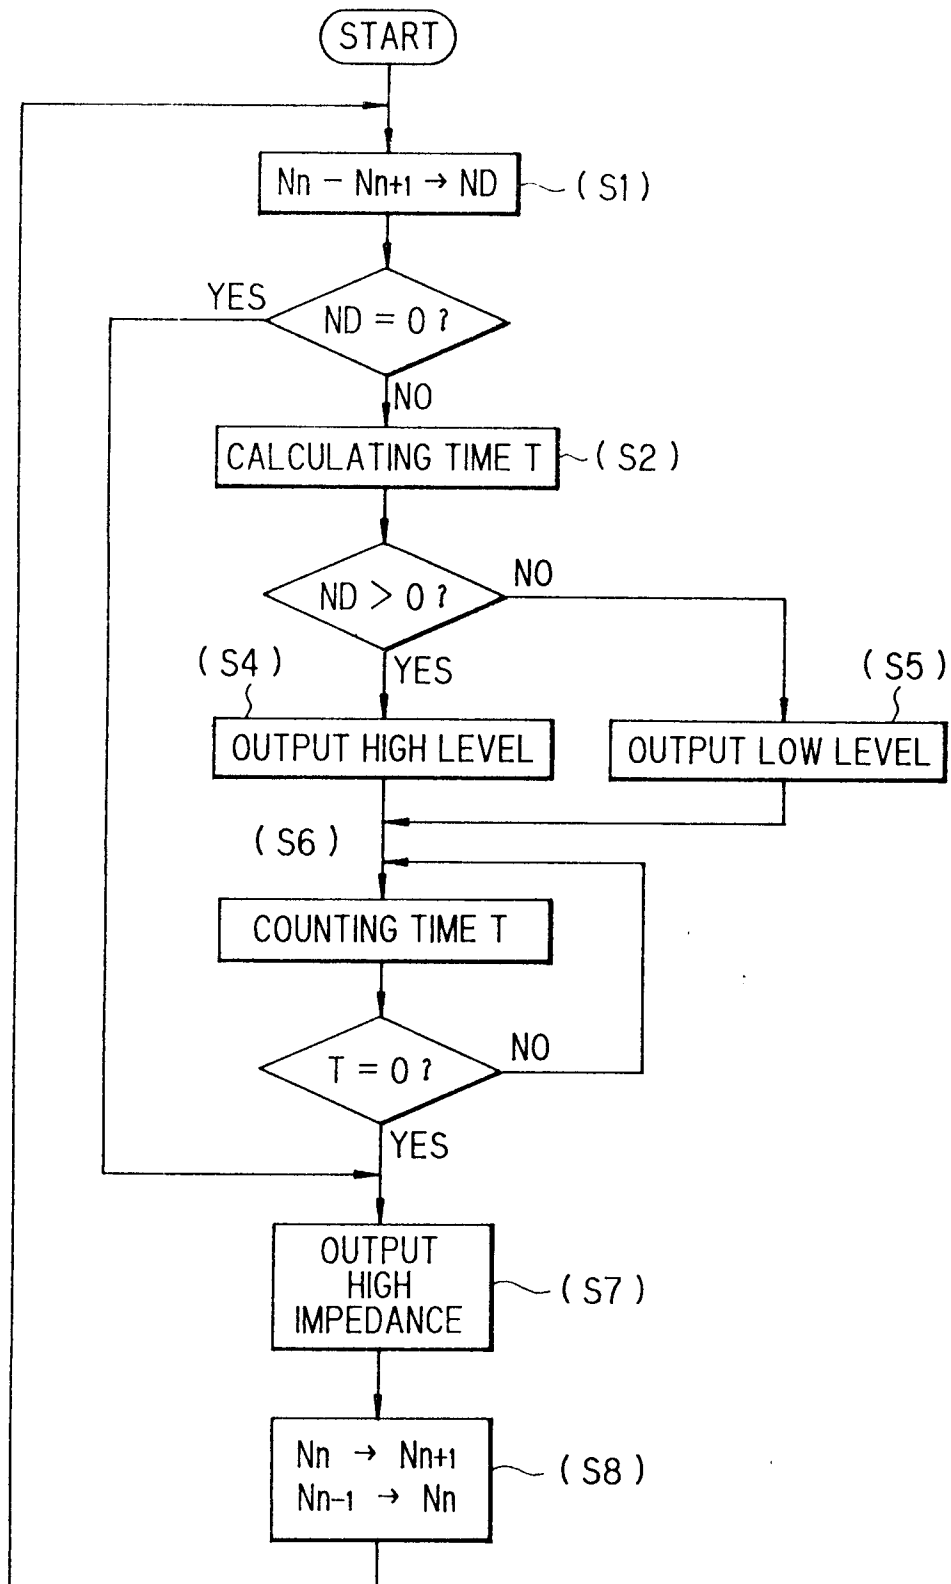 START
Nn − Nn+1 → ND
(S1)
YES
ND = 0 ?
NO
CALCULATING TIME T
(S2)
ND > 0 ?
NO
(S4)
YES
(S5)
OUTPUT HIGH LEVEL
OUTPUT LOW LEVEL
(S6)
COUNTING TIME T
T = 0 ?
NO
YES
OUTPUT
HIGH
IMPEDANCE
(S7)
Nn → Nn+1
Nn-1 → Nn
(S8)